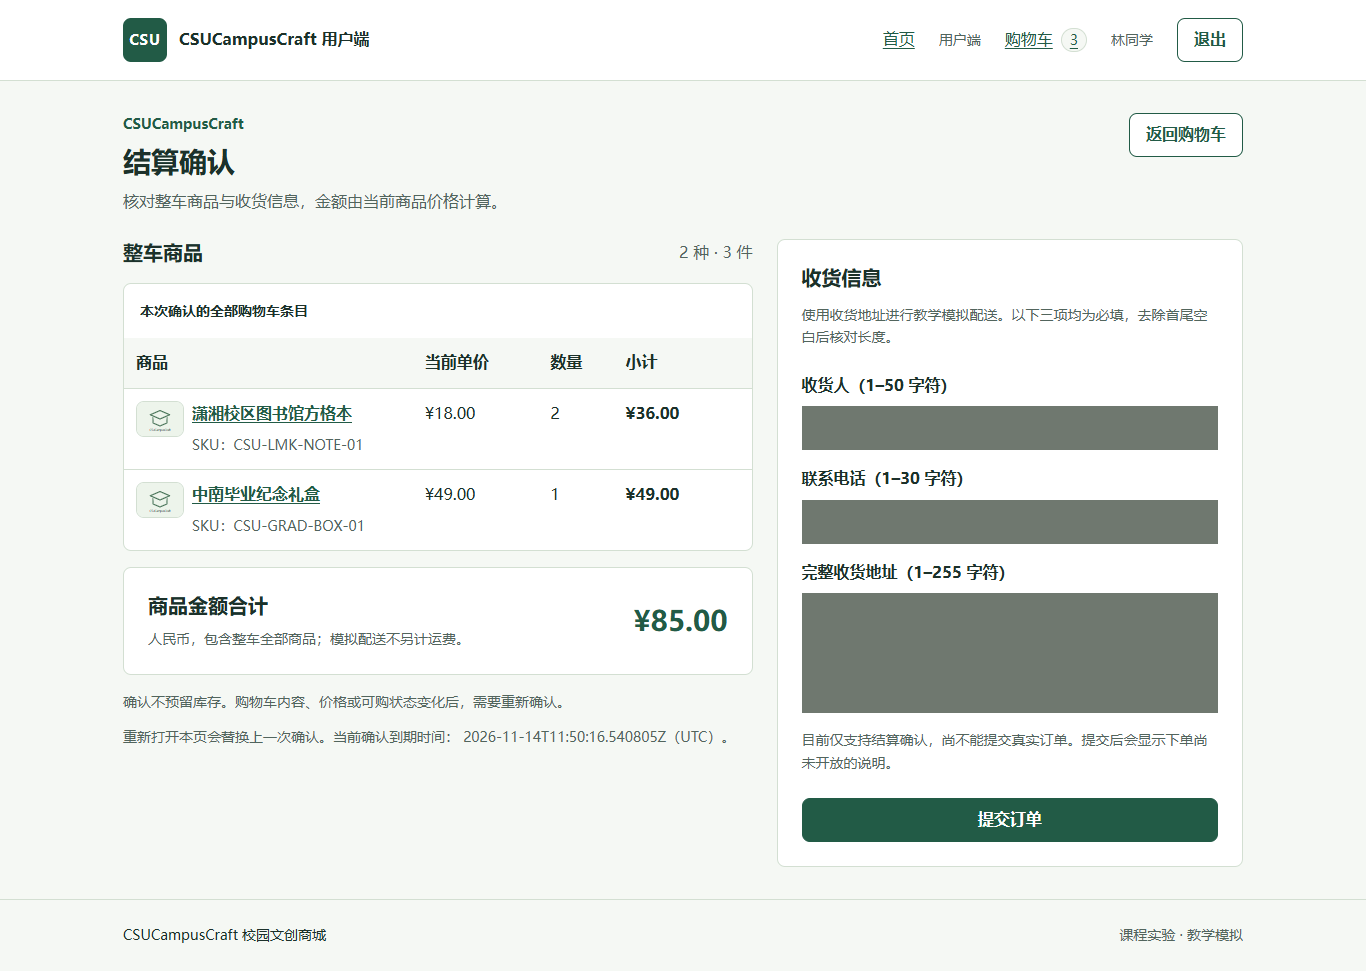 CSU
CSUCampusCraft 用户端
首页
用户端
购物车 3
林同学
退出
CSUCampusCraft
结算确认
核对整车商品与收货信息，金额由当前商品价格计算。
返回购物车
整车商品
2 种 · 3 件
本次确认的全部购物车条目
商品 当前单价 数量 小计
潇湘校区图书馆方格本 ¥18.00 2 ¥36.00
SKU：CSU-LMK-NOTE-01
中南毕业纪念礼盒 ¥49.00 1 ¥49.00
SKU：CSU-GRAD-BOX-01
商品金额合计
人民币，包含整车全部商品；模拟配送不另计运费。
¥85.00
确认不预留库存。购物车内容、价格或可购状态变化后，需要重新确认。
重新打开本页会替换上一次确认。当前确认到期时间： 2026-11-14T11:50:16.540805Z（UTC）。
收货信息
使用收货地址进行教学模拟配送。以下三项均为必填，去除首尾空
白后核对长度。
收货人（1–50 字符）
联系电话（1–30 字符）
完整收货地址（1–255 字符）
目前仅支持结算确认，尚不能提交真实订单。提交后会显示下单尚
未开放的说明。
提交订单
CSUCampusCraft 校园文创商城
课程实验 · 教学模拟